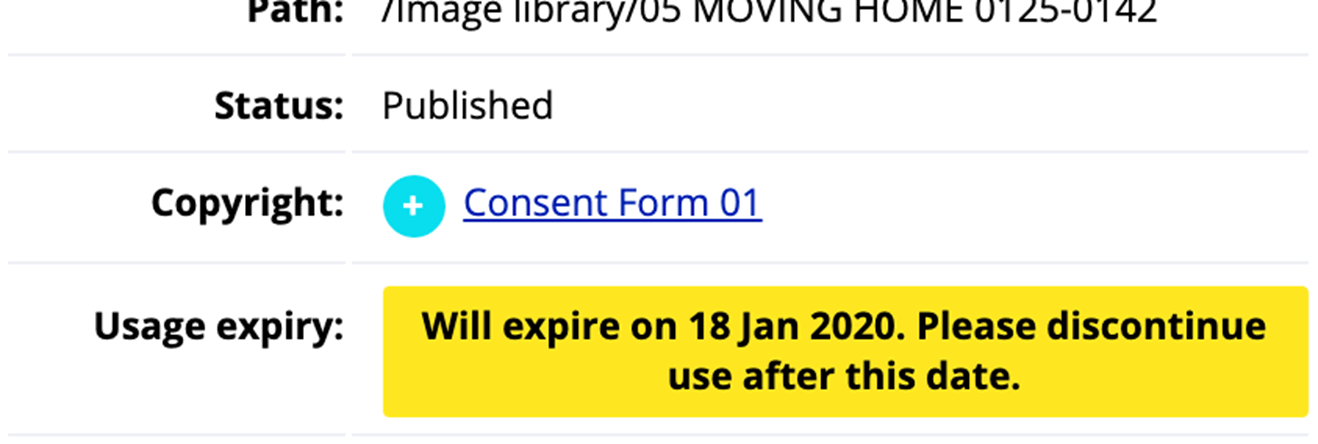 Path: /Image library/05 MOVING HOME 0125-0142
Status: Published
Copyright: + Consent Form 01
Usage expiry: Will expire on 18 Jan 2020. Please discontinue
use after this date.